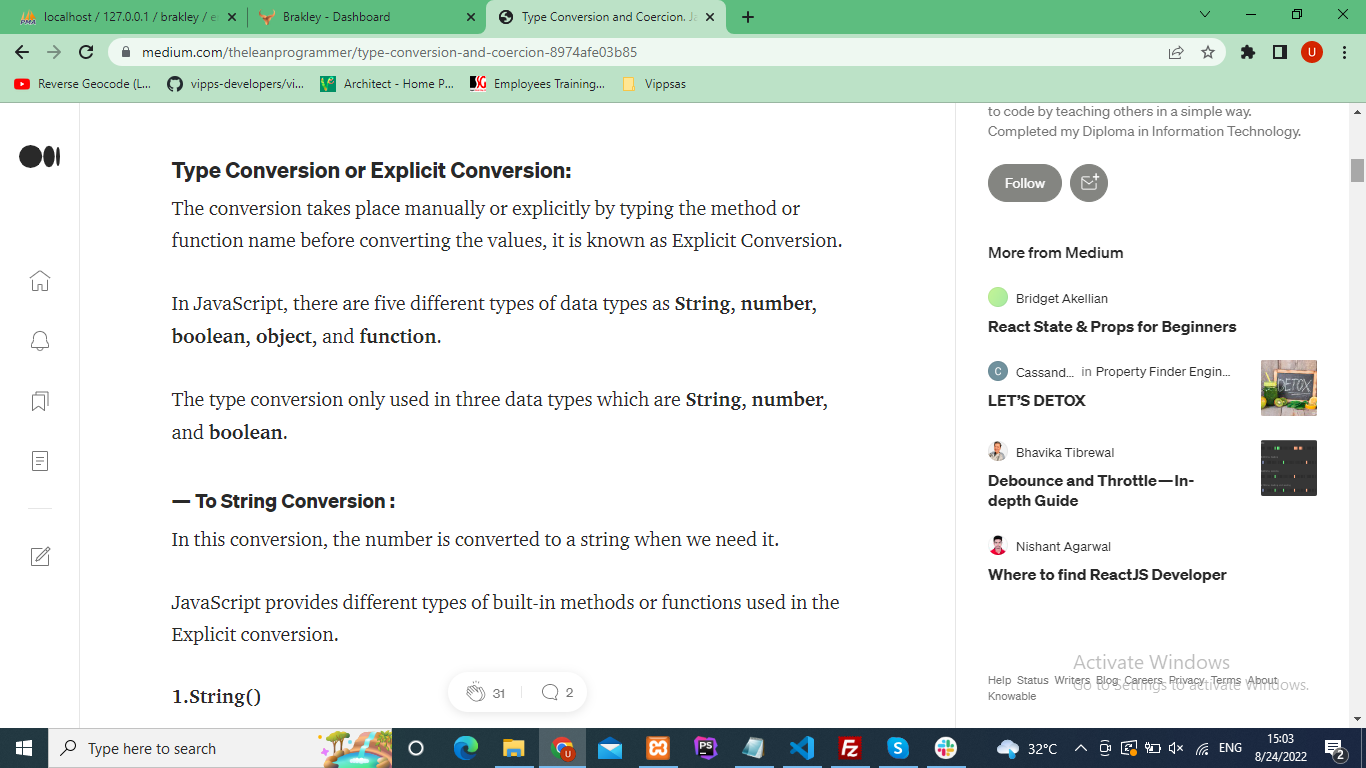 localhost / 127.0.0.1 / brakley / e
Brakley - Dashboard
Type Conversion and Coercion. Ja
medium.com/theleanprogrammer/type-conversion-and-coercion-8974afe03b85
U
Reverse Geocode (L...
vipps-developers/vi...
Architect - Home P...
Employees Training...
Vippsas
Type Conversion or Explicit Conversion:
The conversion takes place manually or explicitly by typing the method or
function name before converting the values, it is known as Explicit Conversion.
In JavaScript, there are five different types of data types as String, number,
boolean, object, and function.
The type conversion only used in three data types which are String, number,
and boolean.
— To String Conversion :
In this conversion, the number is converted to a string when we need it.
JavaScript provides different types of built-in methods or functions used in the
Explicit conversion.
1.String()
31
2
to code by teaching others in a simple way.
Completed my Diploma in Information Technology.
Follow
More from Medium
Bridget Akellian
React State & Props for Beginners
C
Cassand... in Property Finder Engin...
LET'S DETOX
DETOX
Bhavika Tibrewal
Debounce and Throttle — In-
depth Guide
Nishant Agarwal
Where to find ReactJS Developer
Activate Windows
Go to Settings to activate Windows.
Help Status Writers Blog Careers Privacy Terms About
Knowable
Type here to search
32°C
ENG
15:03
8/24/2022
2